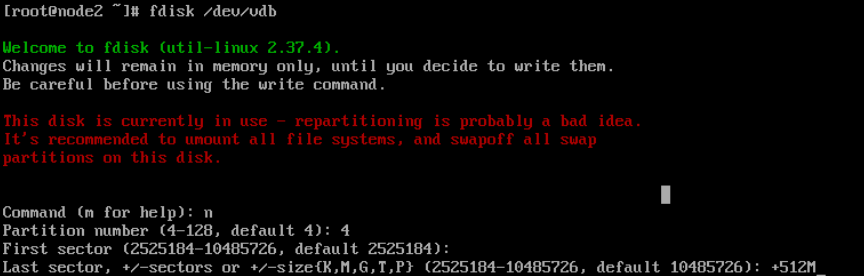 [root@node2 ~]# fdisk /dev/vdb
Welcome to fdisk (util-linux 2.37.4).
Changes will remain in memory only, until you decide to write them.
Be careful before using the write command.
This disk is currently in use - repartitioning is probably a bad idea.
It's recommended to umount all file systems, and swapoff all swap
partitions on this disk.
Command (m for help): n
Partition number (4-128, default 4): 4
First sector (2525184-10485726, default 2525184):
Last sector, +/-sectors or +/-size{K,M,G,T,P} (2525184-10485726, default 10485726): +512M_